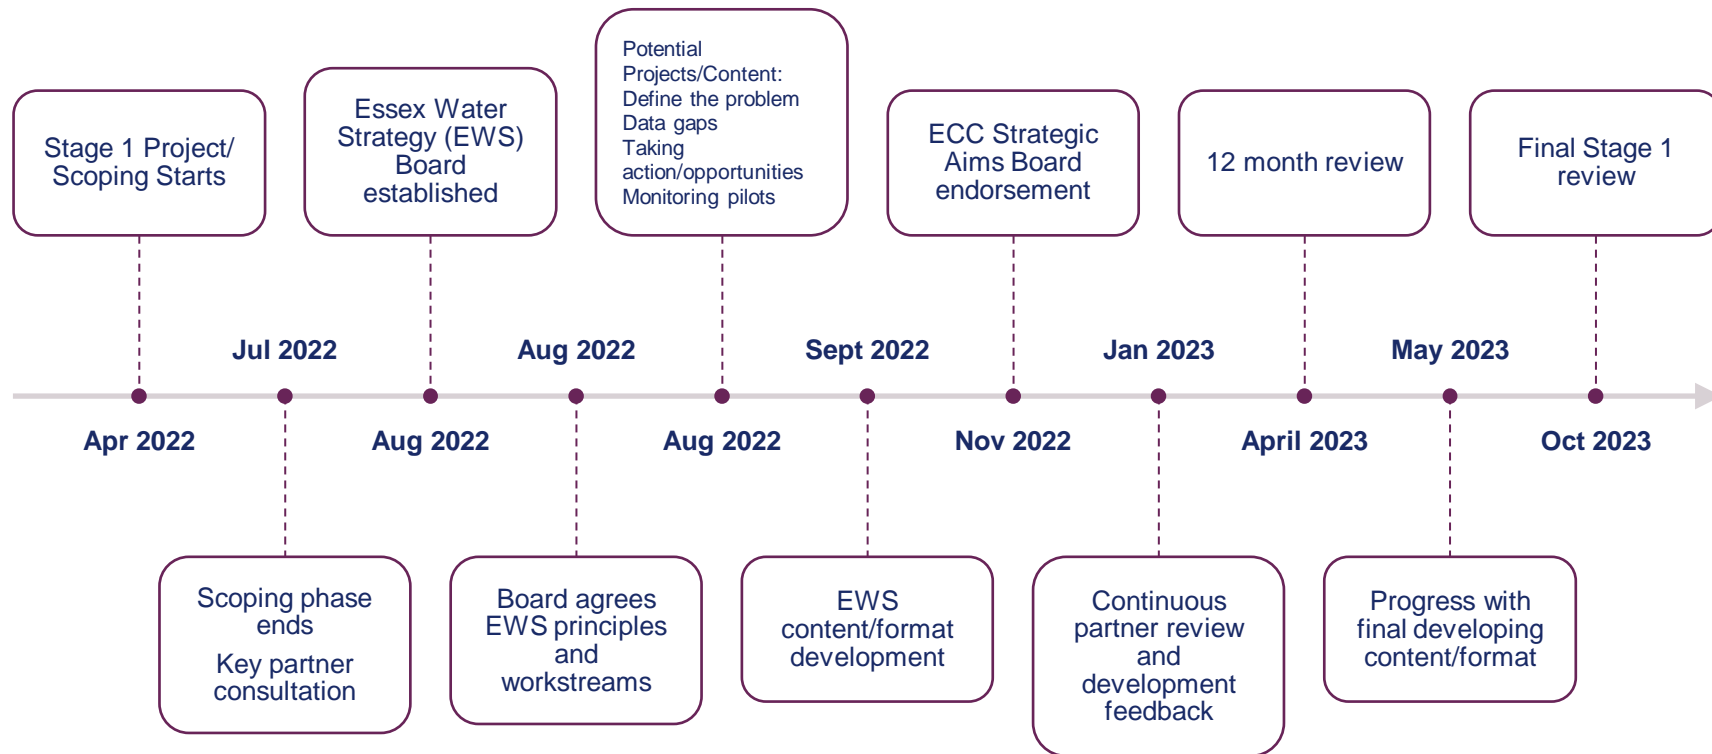 Stage 1 Project/
Scoping Starts
Essex Water
Strategy (EWS)
Board
established
Potential
Projects/Content:
Define the problem
Data gaps
Taking
action/opportunities
Monitoring pilots
ECC Strategic
Aims Board
endorsement
12 month review
Final Stage 1
review
Jul 2022
Aug 2022
Sept 2022
Jan 2023
May 2023
Apr 2022
Aug 2022
Aug 2022
Nov 2022
April 2023
Oct 2023
Scoping phase
ends
Key partner
consultation
Board agrees
EWS principles
and
workstreams
EWS
content/format
development
Continuous
partner review
and
development
feedback
Progress with
final developing
content/format